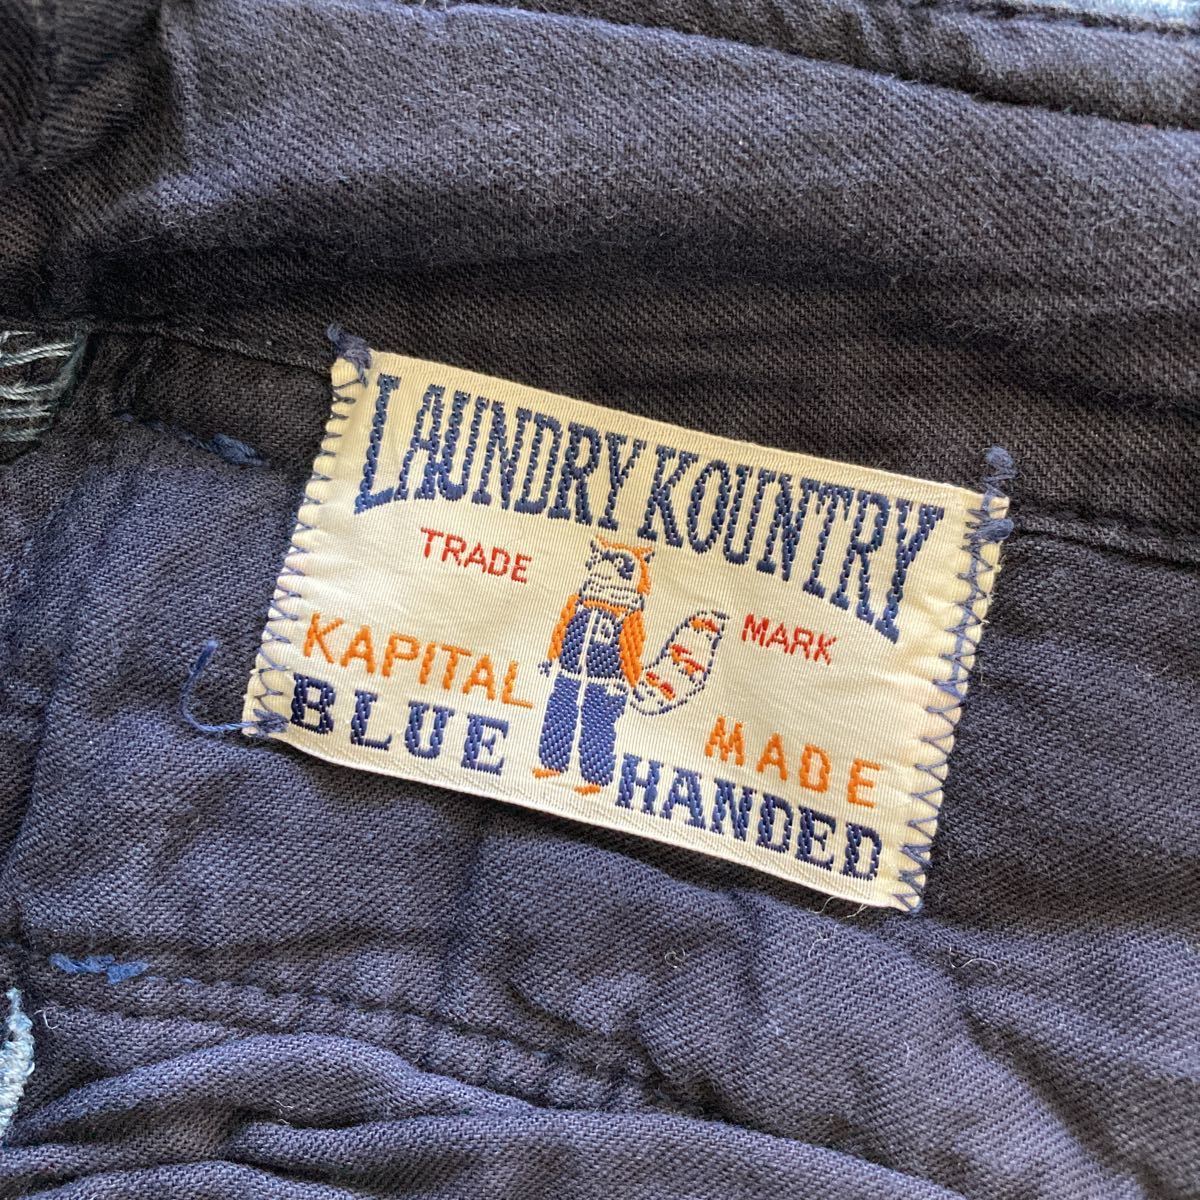 LAUNDRY KOUNTRY
TRADE MARK
KAPITAL MADE
BLUE HANDED